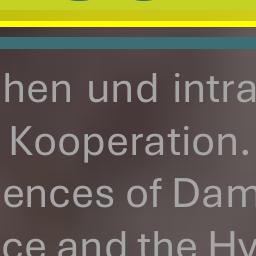 hen und intra
Kooperation.
ences of Dam
ce and the Hy